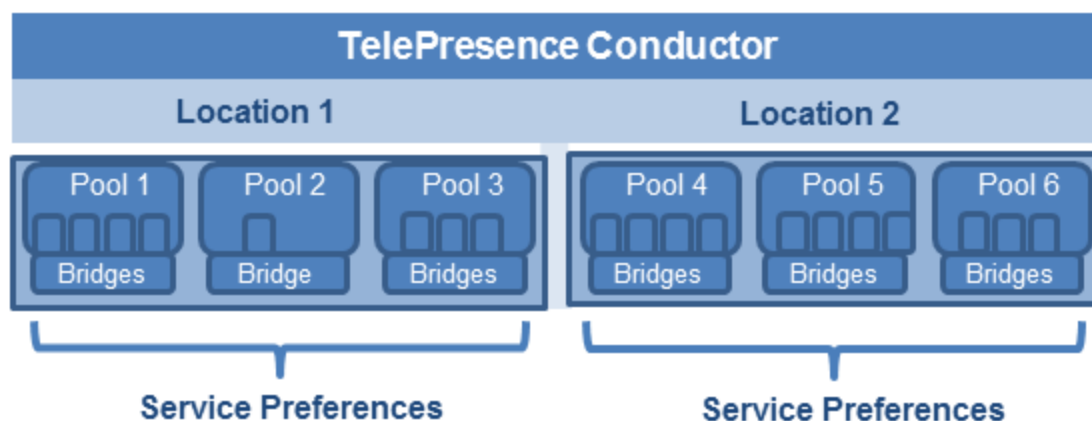 TelePresence Conductor
Location 1 Location 2
Pool 1 Pool 2 Pool 3 Pool 4 Pool 5 Pool 6
Bridges Bridge Bridges Bridges Bridges Bridges
Service Preferences Service Preferences